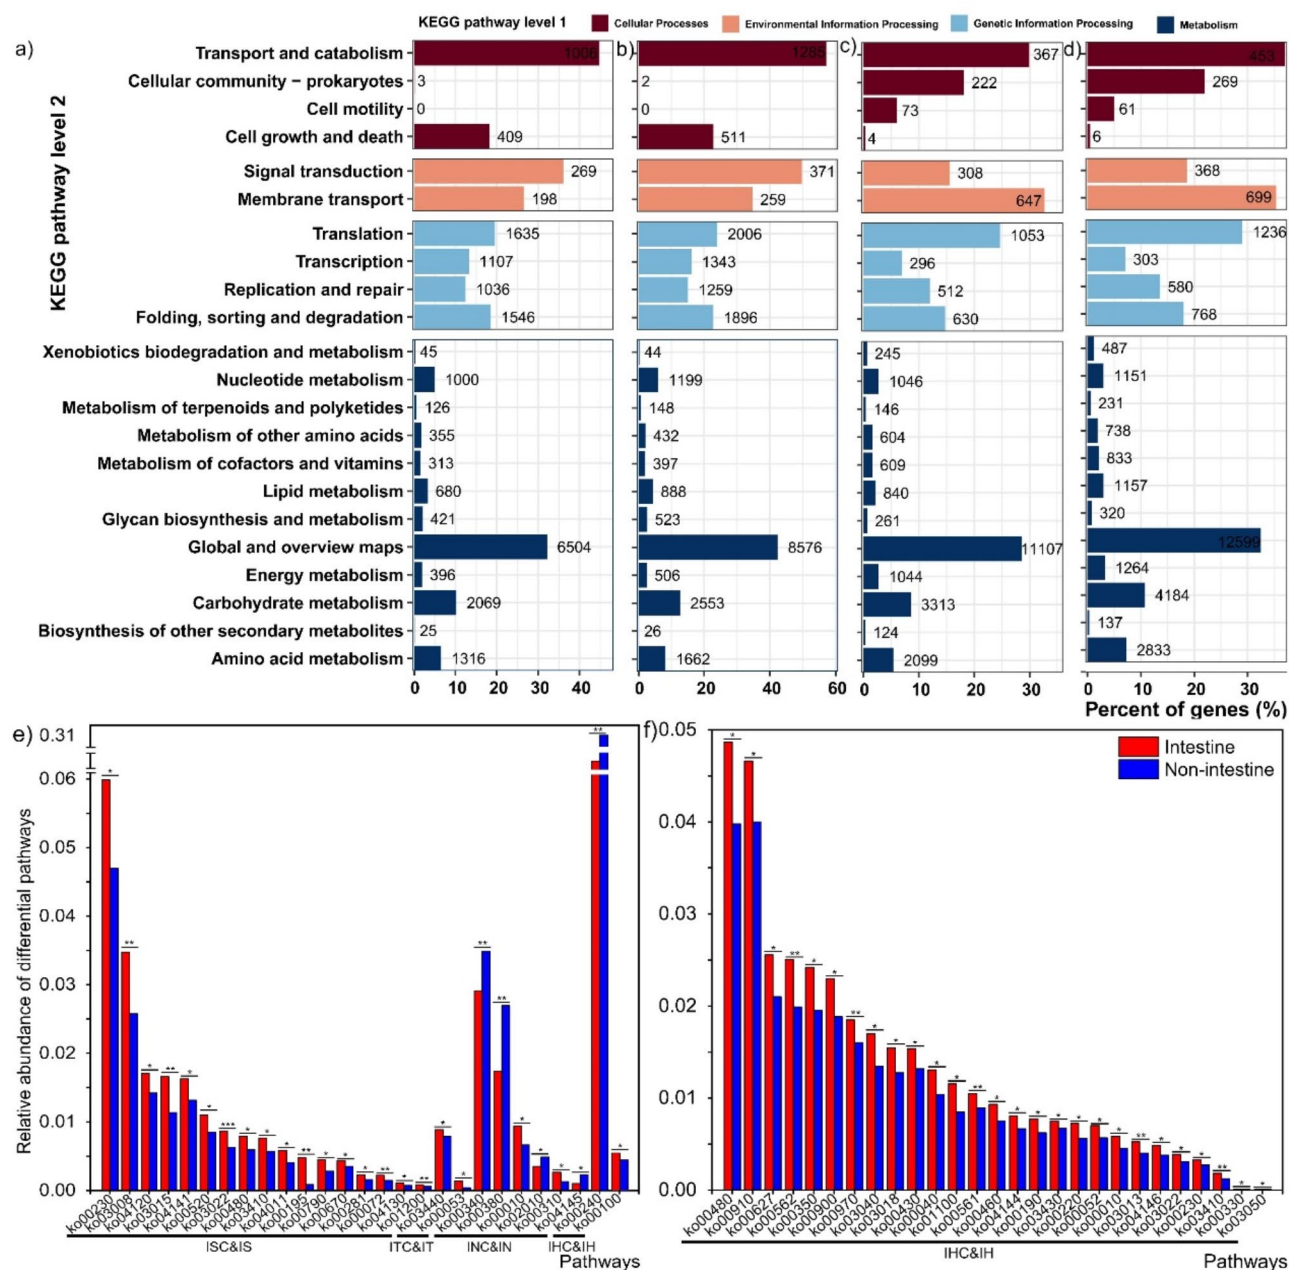 KEGG pathway level 1 Cellular Processes Environmental Information Processing Genetic Information Processing Metabolism
a) b) c) d)
KEGG pathway level 2
Transport and catabolism 1008 1285 367 453
Cellular community − prokaryotes 3 2 222 269
Cell motility 0 0 73 61
Cell growth and death 409 511 4 6
Signal transduction 269 371 308 368
Membrane transport 198 259 647 699
Translation 1635 2006 1053 1236
Transcription 1107 1343 296 303
Replication and repair 1036 1259 512 580
Folding, sorting and degradation 1546 1896 630 768
Xenobiotics biodegradation and metabolism 45 44 245 487
Nucleotide metabolism 1000 1199 1046 1151
Metabolism of terpenoids and polyketides 126 148 146 231
Metabolism of other amino acids 355 432 604 738
Metabolism of cofactors and vitamins 313 397 609 833
Lipid metabolism 680 888 840 1157
Glycan biosynthesis and metabolism 421 523 261 320
Global and overview maps 6504 8576 11107 12599
Energy metabolism 396 506 1044 1264
Carbohydrate metabolism 2069 2553 3313 4184
Biosynthesis of other secondary metabolites 25 26 124 137
Amino acid metabolism 1316 1662 2099 2833
0 10 20 30 40 0 20 40 60 0 10 20 30 0 10 20 30
Percent of genes (%)
e)
Relative abundance of differential pathways
0.31
0.06
0.05
0.04
0.03
0.02
0.01
0.00
* ** * ** * * *** * * * ** * * * ** * ** * * ** ** * * * * ** *
ko00230 ko03008 ko04120 ko03015 ko04141 ko00520 ko03022 ko00480 ko03410 ko04011 ko00195 ko00790 ko00670 ko00281 ko00072 ko04130 ko01200 ko03440 ko00053 ko00340 ko00380 ko00010 ko02010 ko00310 ko04145 ko00240 ko00100
ISC&IS ITC&IT INC&IN IHC&IH
Pathways
f)
Intestine
Non-intestine
0.05
0.04
0.03
0.02
0.01
0.00
* * * ** * * ** * * * * * ** * * * * * * * ** * * * ** * *
ko00480 ko00910 ko00627 ko00562 ko00350 ko00900 ko00970 ko03040 ko03018 ko00430 ko00040 ko01100 ko00561 ko00460 ko04144 ko00190 ko03430 ko00620 ko00052 ko00010 ko03013 ko04146 ko03022 ko00230 ko03410 ko00330 ko03050
IHC&IH
Pathways